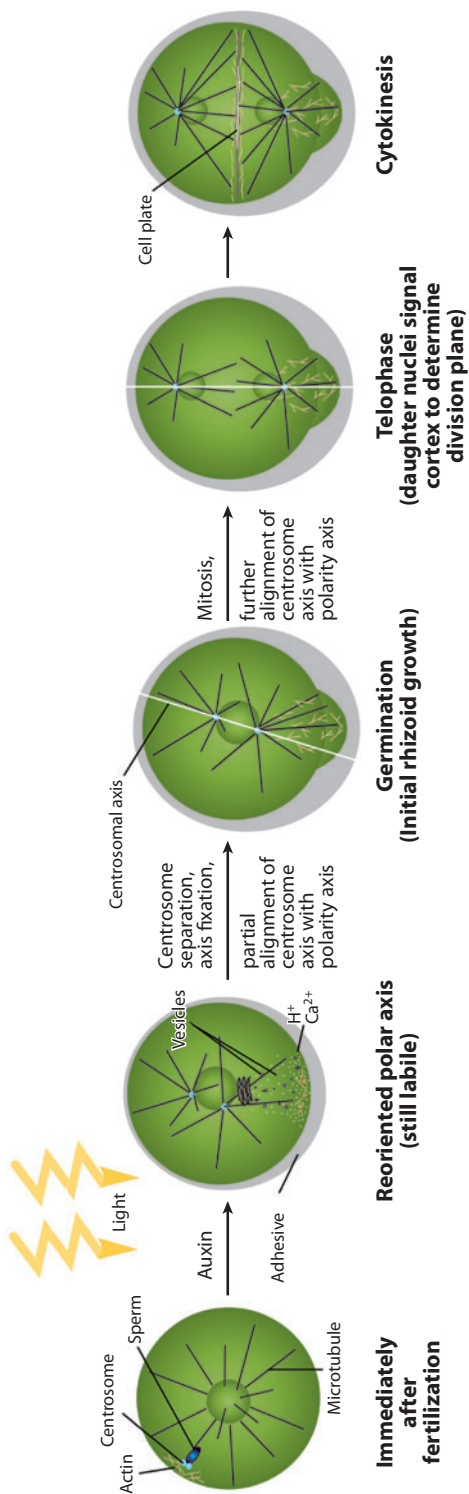 Actin
Centrosome
Sperm
Microtubule
Immediately
after
fertilization
Light
Auxin
Adhesive
Vesicles
H+
Ca2+
Reoriented polar axis
(still labile)
Centrosome
separation,
axis fixation,
partial
alignment of
centrosome
axis with
polarity axis
Centrosomal axis
Germination
(Initial rhizoid growth)
Mitosis,
further
alignment of
centrosome
axis with
polarity axis
Telophase
(daughter nuclei signal
cortex to determine
division plane)
Cell plate
Cytokinesis